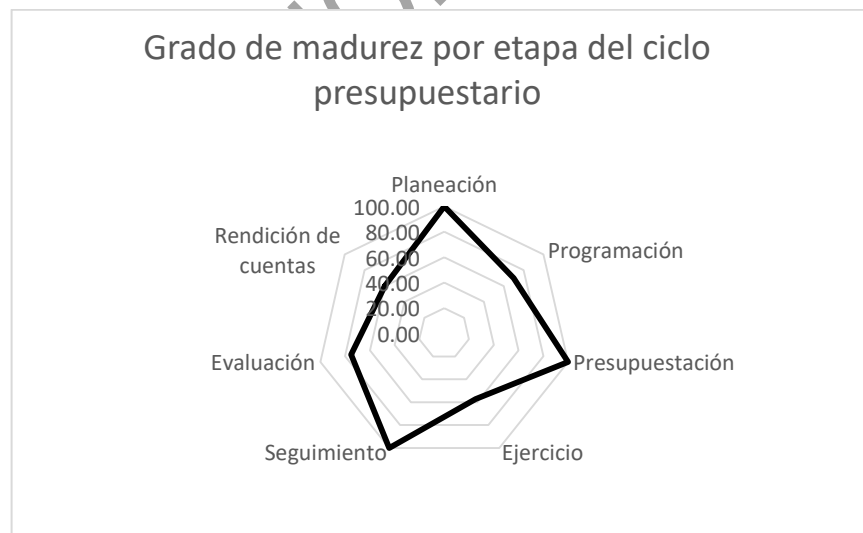 Grado de madurez por etapa del ciclo
presupuestario
Planeación
100.00
80.00
60.00
40.00
20.00
0.00
Programación
Presupuestación
Ejercicio
Seguimiento
Evaluación
Rendición de
cuentas